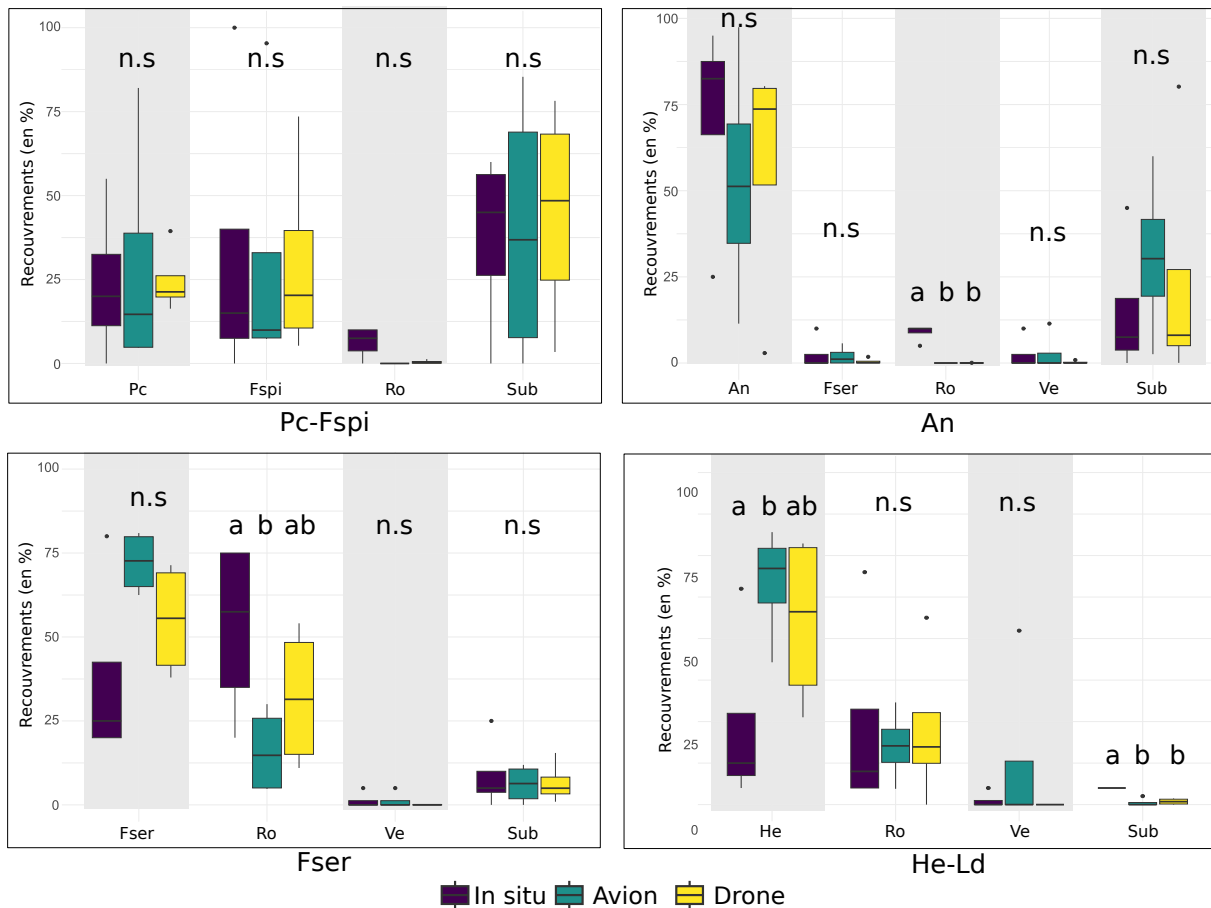 Recouvrements (en %)
100
75
50
25
0
n.s
n.s
n.s
n.s
Pc
Fspi
Ro
Sub
Pc-Fspi
Recouvrements (en %)
100
75
50
25
0
n.s
n.s
a b b
n.s
n.s
An
Fser
Ro
Ve
Sub
An
Recouvrements (en %)
100
75
50
25
0
n.s
a b ab
n.s
n.s
Fser
Ro
Ve
Sub
Fser
Recouvrements (en %)
100
75
50
25
0
a b ab
n.s
n.s
a b b
He
Ro
Ve
Sub
He-Ld
In situ Avion Drone